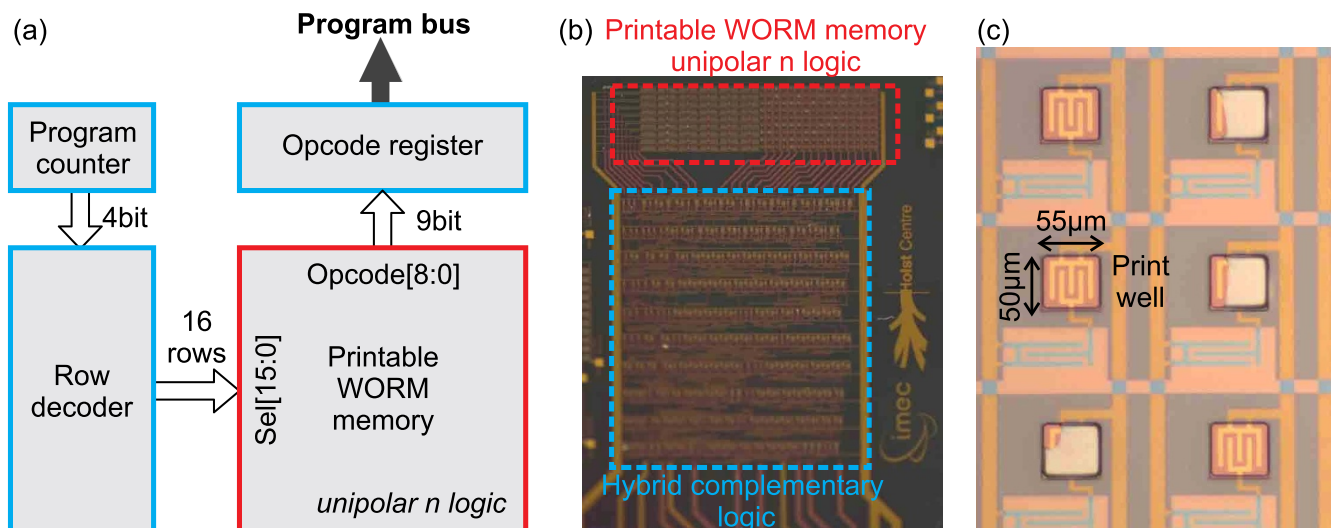 (a)
Program bus
Program
counter
Opcode register
4bit
9bit
Row
decoder
16
rows
Opcode[8:0]
Sel[15:0]
Printable
WORM
memory
unipolar n logic
(b)
Printable WORM memory
unipolar n logic
Holst Centre
imec
Hybrid complementary
logic
(c)
55μm
50μm
Print
well